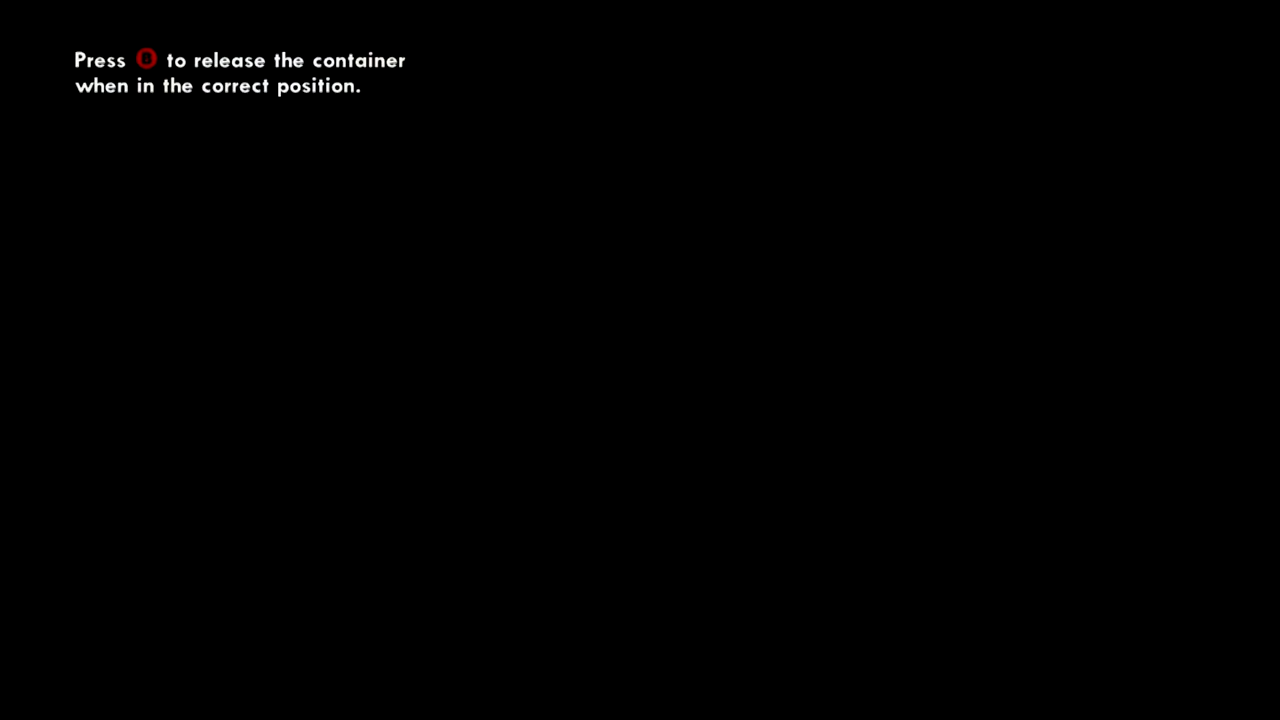 Press O to release the container
when in the correct position.